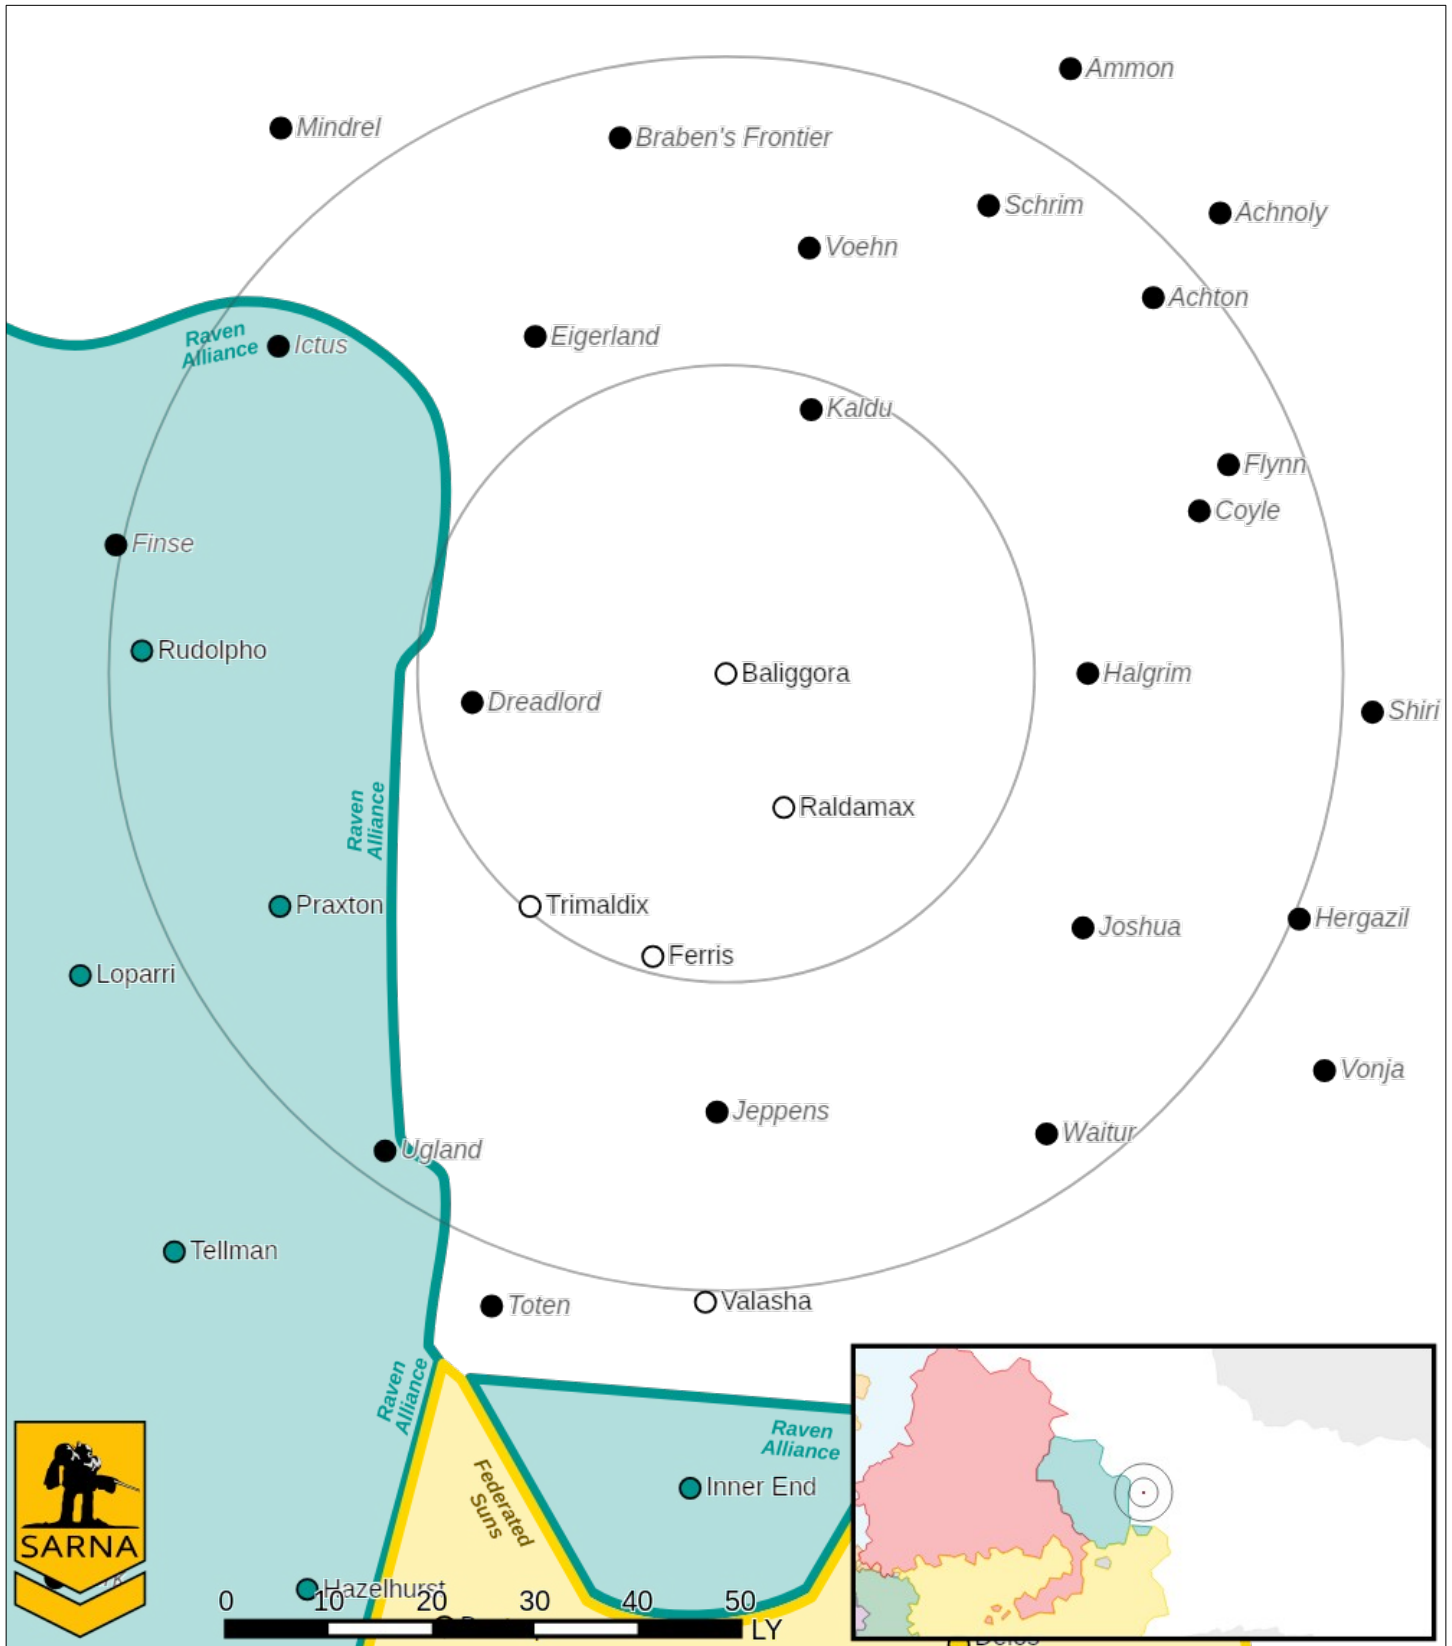 Ammon
Mindrel
Braben's Frontier
Schrim
Achnoly
Voehn
Achton
Raven
Alliance
Ictus
Eigerland
Kaldu
Flynn
Coyle
Finse
Rudolpho
Baliggora
Halgrim
Dreadlord
Shiri
Raven
Alliance
Raldamax
Praxton
Trimaldix
Hergazil
Joshua
Ferris
Loparri
Vonja
Jeppens
Waitur
Ugland
Tellman
Toten
Valasha
Raven
Alliance
Raven
Alliance
Federated
Suns
Inner End
SARNA
Hazelhurst
0 10 20 30 40 50
LY